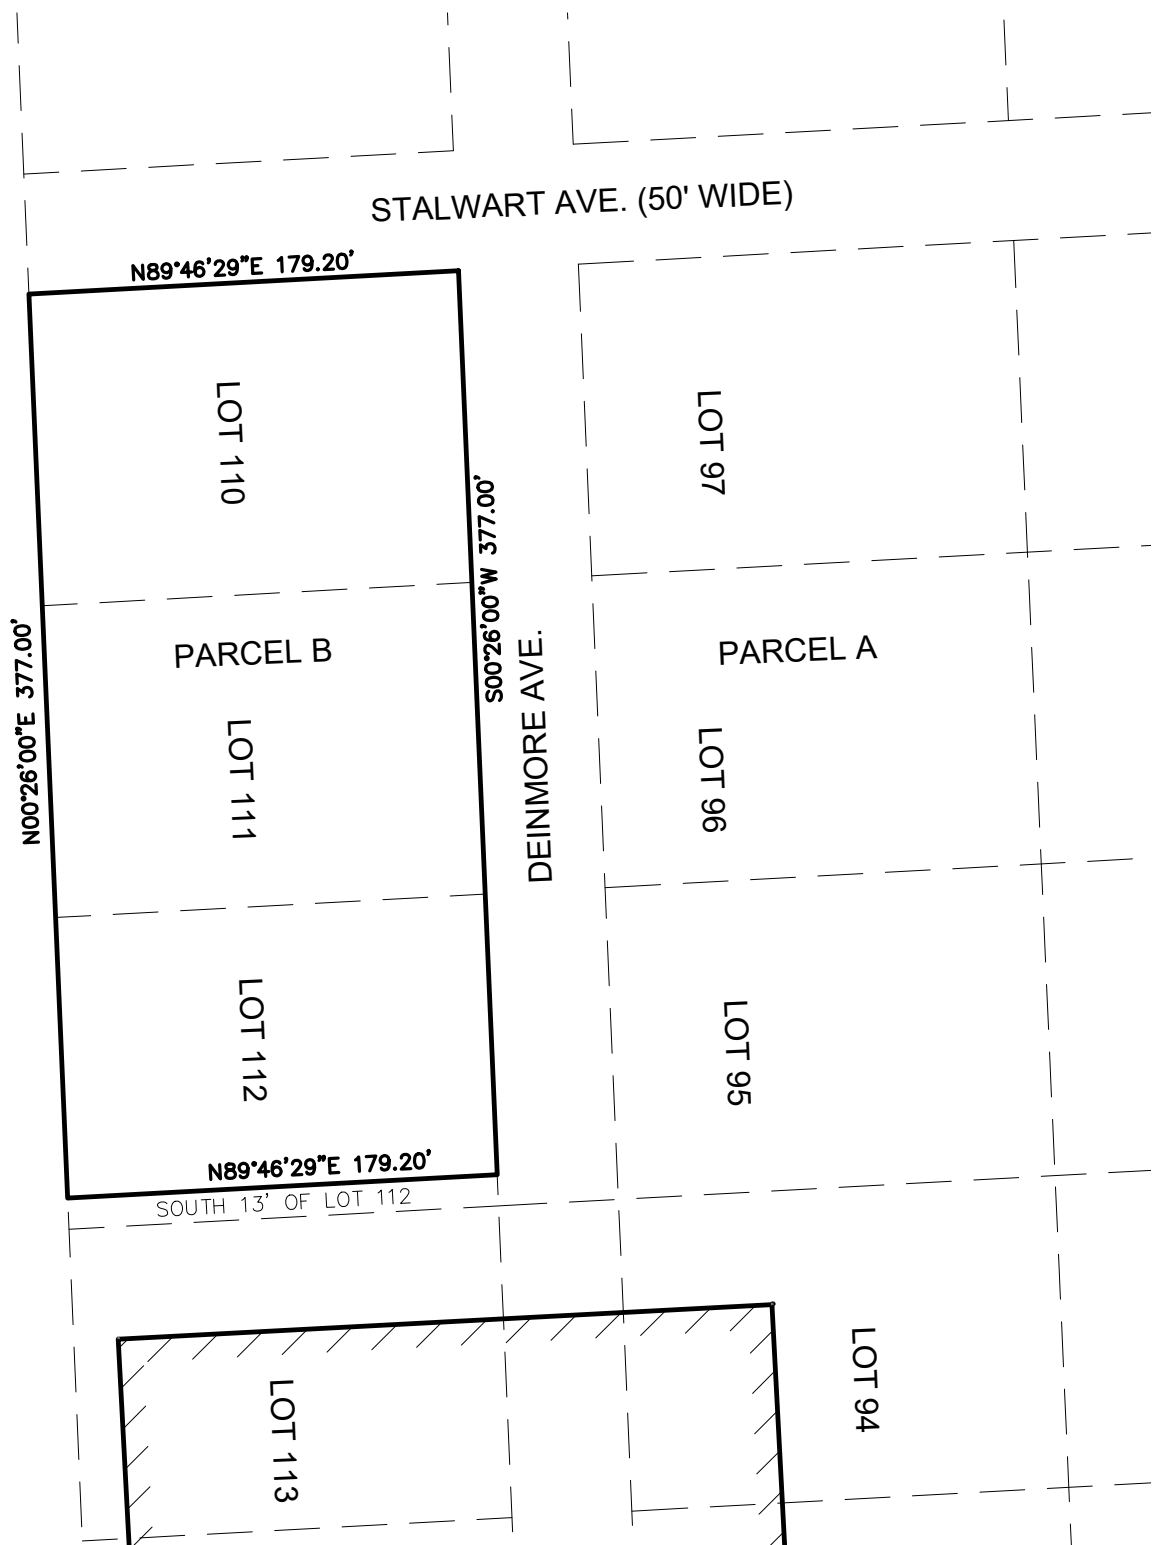 STALWART AVE. (50' WIDE)
N89°46'29"E 179.20'
LOT 110
LOT 97
S00°26'00"W 377.00'
N00°26'00"E 377.00'
PARCEL B
DEINMORE AVE.
PARCEL A
LOT 111
LOT 96
LOT 112
LOT 95
N89°46'29"E 179.20'
SOUTH 13' OF LOT 112
LOT 94
LOT 113